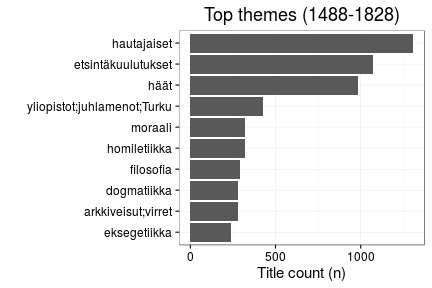 Top themes (1488-1828)
hautajaiset
etsintäkuulutukset
häät
yliopistot;juhlamenot;Turku
moraali
homiletiikka
filosofia
dogmatiikka
arkkiveisut;virret
eksegetiikka
0 500 1000
Title count (n)